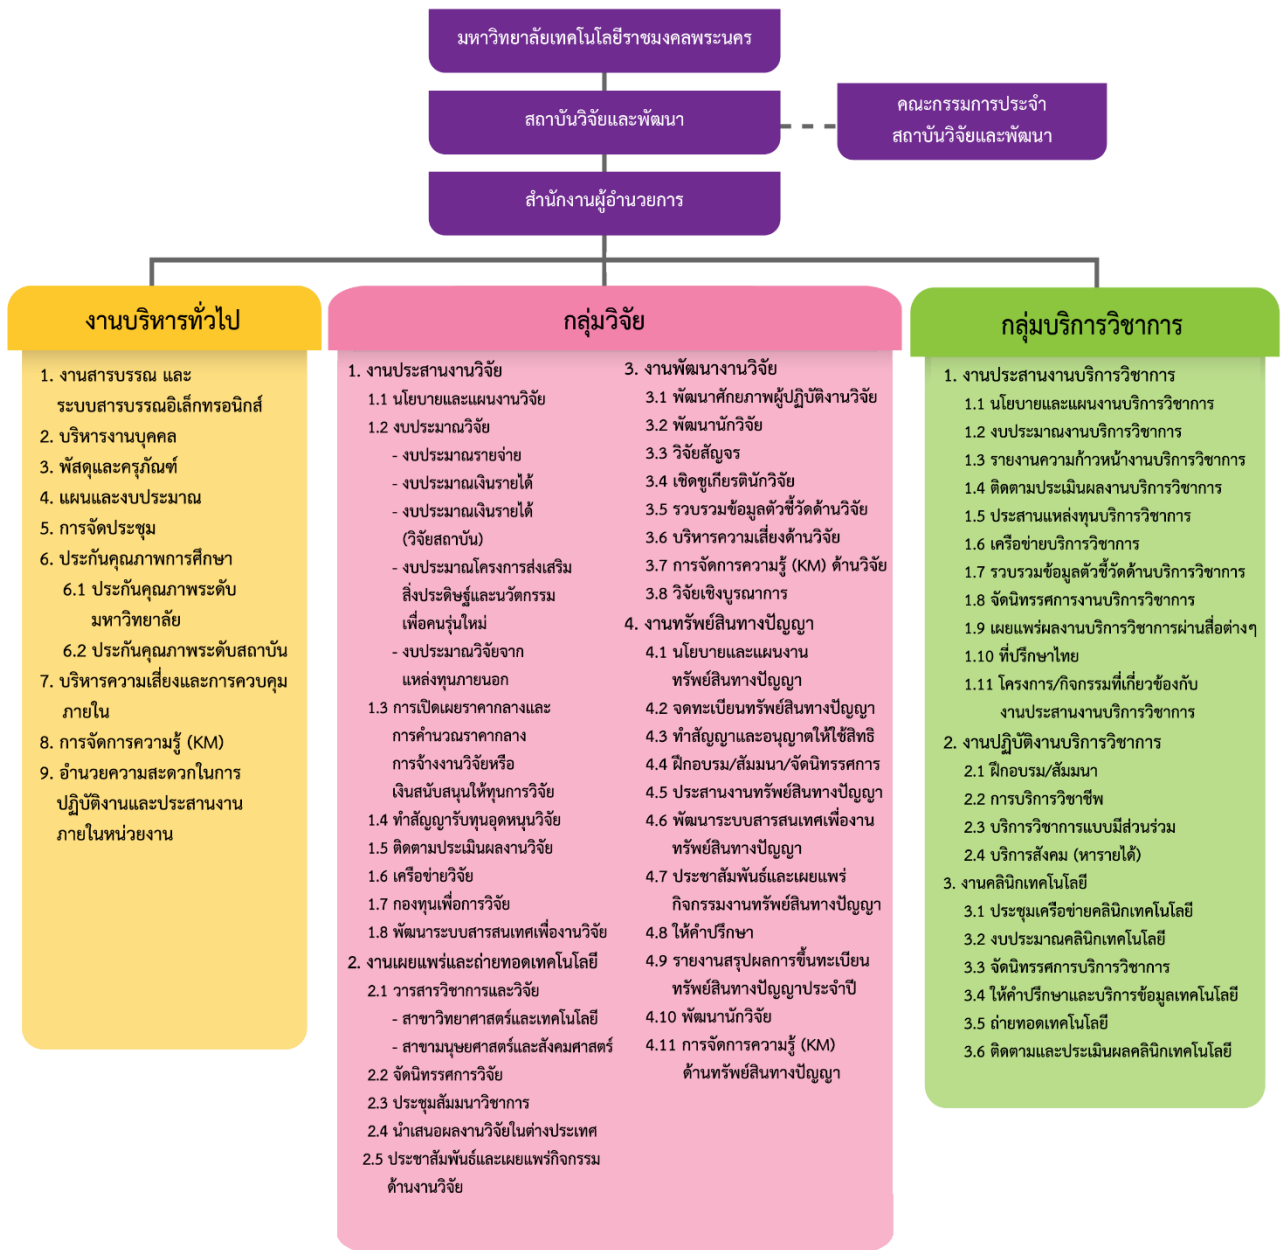 มหาวิทยาลัยเทคโนโลยีราชมงคลพระนคร
สถาบันวิจัยและพัฒนา
คณะกรรมการประจำ
สถาบันวิจัยและพัฒนา
สำนักงานผู้อำนวยการ
งานบริหารทั่วไป
1. งานสารบรรณ และ
ระบบสารบรรณอิเล็กทรอนิกส์
2. บริหารงานบุคคล
3. พัสดุและครุภัณฑ์
4. แผนและงบประมาณ
5. การจัดประชุม
6. ประกันคุณภาพการศึกษา
6.1 ประกันคุณภาพระดับ
มหาวิทยาลัย
6.2 ประกันคุณภาพระดับสถาบัน
7. บริหารความเสี่ยงและการควบคุม
ภายใน
8. การจัดการความรู้ (KM)
9. อำนวยความสะดวกในการ
ปฏิบัติงานและประสานงาน
ภายในหน่วยงาน
กลุ่มวิจัย
1. งานประสานงานวิจัย
1.1 นโยบายและแผนงานวิจัย
1.2 งบประมาณวิจัย
- งบประมาณรายจ่าย
- งบประมาณเงินรายได้
- งบประมาณเงินรายได้
(วิจัยสถาบัน)
- งบประมาณโครงการส่งเสริม
สิ่งประดิษฐ์และนวัตกรรม
เพื่อคนรุ่นใหม่
- งบประมาณวิจัยจาก
แหล่งทุนภายนอก
1.3 การเปิดเผยราคากลางและ
การคำนวณราคากลาง
การจ้างงานวิจัยหรือ
เงินสนับสนุนให้ทุนการวิจัย
1.4 ทำสัญญารับทุนอุดหนุนวิจัย
1.5 ติดตามประเมินผลงานวิจัย
1.6 เครือข่ายวิจัย
1.7 กองทุนเพื่อการวิจัย
1.8 พัฒนาระบบสารสนเทศเพื่องานวิจัย
2. งานเผยแพร่และถ่ายทอดเทคโนโลยี
2.1 วารสารวิชาการและวิจัย
- สาขาวิทยาศาสตร์และเทคโนโลยี
- สาขามนุษยศาสตร์และสังคมศาสตร์
2.2 จัดนิทรรศการวิจัย
2.3 ประชุมสัมมนาวิชาการ
2.4 นำเสนอผลงานวิจัยในต่างประเทศ
2.5 ประชาสัมพันธ์และเผยแพร่กิจกรรม
ด้านงานวิจัย
3. งานพัฒนางานวิจัย
3.1 พัฒนาศักยภาพผู้ปฏิบัติงานวิจัย
3.2 พัฒนานักวิจัย
3.3 วิจัยสัญจร
3.4 เชิดชูเกียรตินักวิจัย
3.5 รวบรวมข้อมูลตัวชี้วัดด้านวิจัย
3.6 บริหารความเสี่ยงด้านวิจัย
3.7 การจัดการความรู้ (KM) ด้านวิจัย
3.8 วิจัยเชิงบูรณาการ
4. งานทรัพย์สินทางปัญญา
4.1 นโยบายและแผนงาน
ทรัพย์สินทางปัญญา
4.2 จดทะเบียนทรัพย์สินทางปัญญา
4.3 ทำสัญญาและอนุญาตให้ใช้สิทธิ
4.4 ฝึกอบรม/สัมมนา/จัดนิทรรศการ
4.5 ประสานงานทรัพย์สินทางปัญญา
4.6 พัฒนาระบบสารสนเทศเพื่องาน
ทรัพย์สินทางปัญญา
4.7 ประชาสัมพันธ์และเผยแพร่
กิจกรรมงานทรัพย์สินทางปัญญา
4.8 ให้คำปรึกษา
4.9 รายงานสรุปผลการขึ้นทะเบียน
ทรัพย์สินทางปัญญาประจำปี
4.10 พัฒนานักวิจัย
4.11 การจัดการความรู้ (KM)
ด้านทรัพย์สินทางปัญญา
กลุ่มบริการวิชาการ
1. งานประสานงานบริการวิชาการ
1.1 นโยบายและแผนงานบริการวิชาการ
1.2 งบประมาณงานบริการวิชาการ
1.3 รายงานความก้าวหน้างานบริการวิชาการ
1.4 ติดตามประเมินผลงานบริการวิชาการ
1.5 ประสานแหล่งทุนบริการวิชาการ
1.6 เครือข่ายบริการวิชาการ
1.7 รวบรวมข้อมูลตัวชี้วัดด้านบริการวิชาการ
1.8 จัดนิทรรศการงานบริการวิชาการ
1.9 เผยแพร่ผลงานบริการวิชาการผ่านสื่อต่างๆ
1.10 ที่ปรึกษาไทย
1.11 โครงการ/กิจกรรมที่เกี่ยวข้องกับ
งานประสานงานบริการวิชาการ
2. งานปฏิบัติงานบริการวิชาการ
2.1 ฝึกอบรม/สัมมนา
2.2 การบริการวิชาชีพ
2.3 บริการวิชาการแบบมีส่วนร่วม
2.4 บริการสังคม (หารายได้)
3. งานคลินิกเทคโนโลยี
3.1 ประชุมเครือข่ายคลินิกเทคโนโลยี
3.2 งบประมาณคลินิกเทคโนโลยี
3.3 จัดนิทรรศการบริการวิชาการ
3.4 ให้คำปรึกษาและบริการข้อมูลเทคโนโลยี
3.5 ถ่ายทอดเทคโนโลยี
3.6 ติดตามและประเมินผลคลินิกเทคโนโลยี